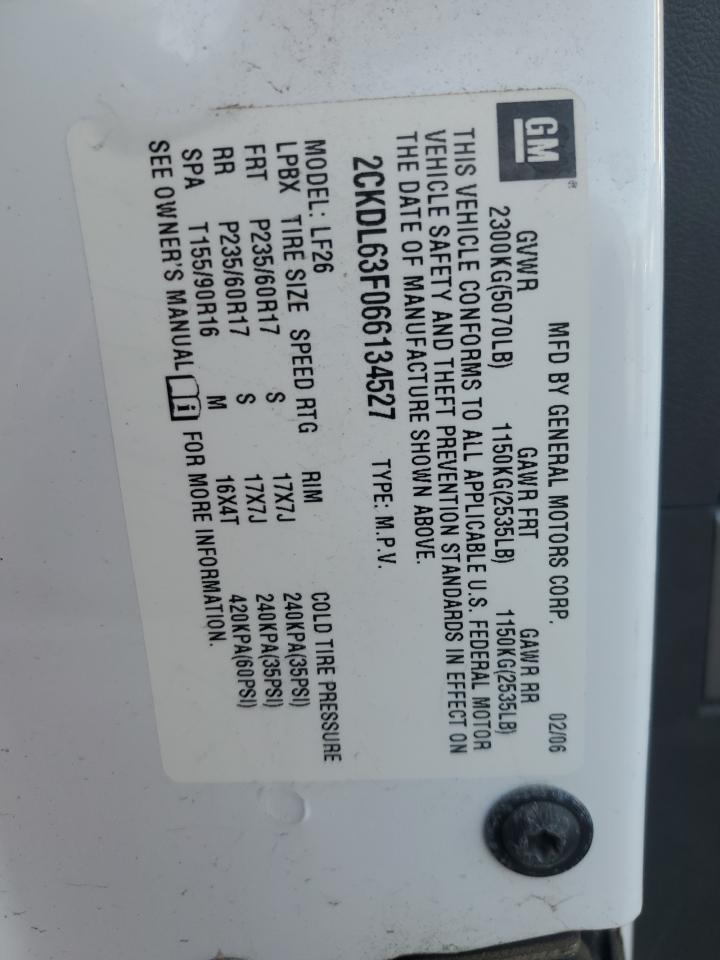 GM®
MFD BY GENERAL MOTORS CORP. 02/06
GVWR GAWR FRT GAWR RR
2300KG(5070LB) 1150KG(2535LB) 1150KG(2535LB)
THIS VEHICLE CONFORMS TO ALL APPLICABLE U.S. FEDERAL MOTOR
VEHICLE SAFETY AND THEFT PREVENTION STANDARDS IN EFFECT ON
THE DATE OF MANUFACTURE SHOWN ABOVE.
2CKDL63F066134527 TYPE: M.P.V.
MODEL: LF26
LPBX TIRE SIZE SPEED RTG RIM COLD TIRE PRESSURE
FRT P235/60R17 S 17X7J 240KPA(35PSI)
RR P235/60R17 S 17X7J 240KPA(35PSI)
SPA T155/90R16 M 16X4T 420KPA(60PSI)
SEE OWNER'S MANUAL i FOR MORE INFORMATION.